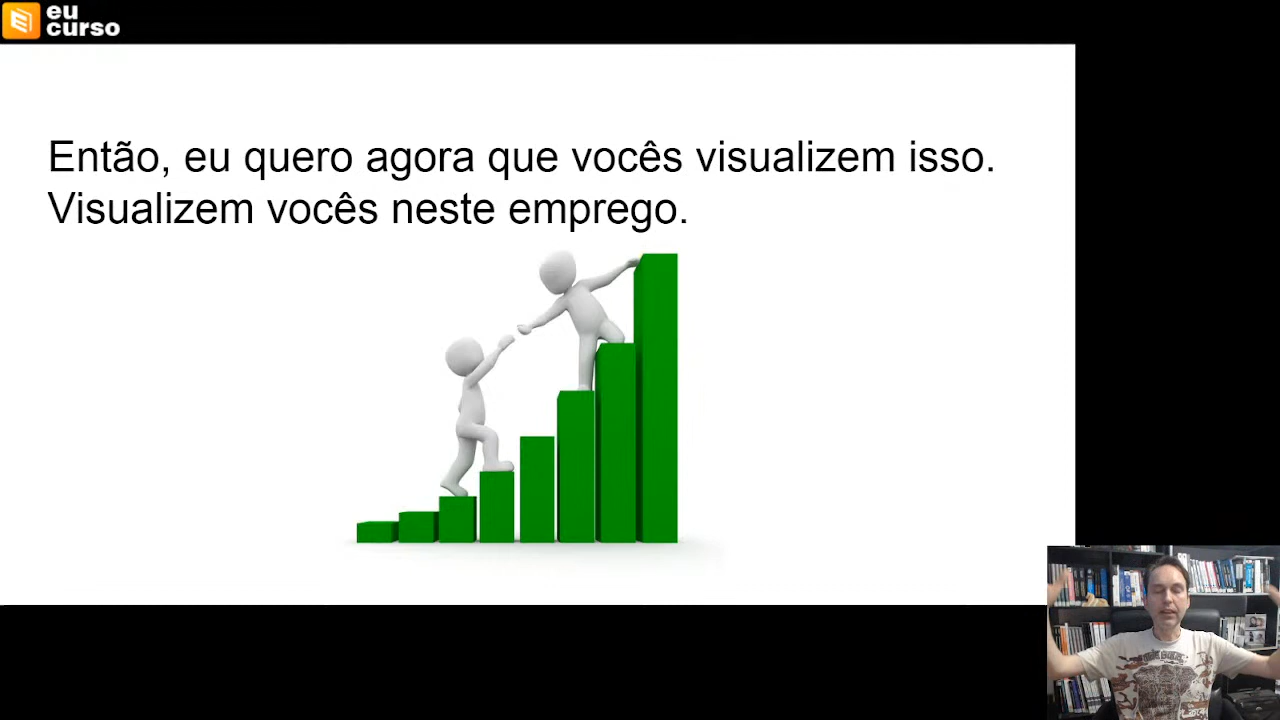 eu
curso
Então, eu quero agora que vocês visualizem isso.
Visualizem vocês neste emprego.